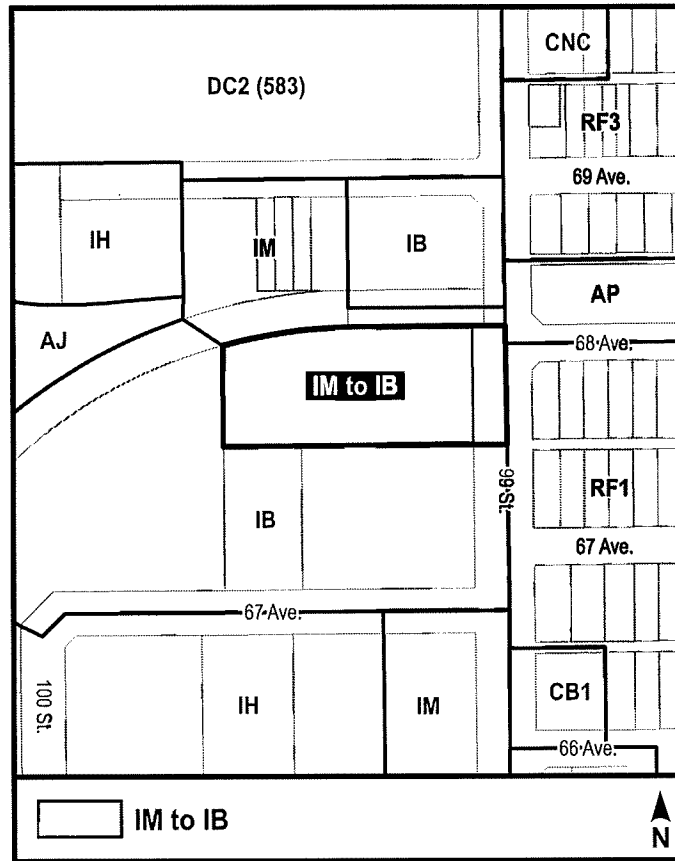 CNC
DC2 (583)
RF3
69 Ave.
IH
IM
IB
AP
AJ
68 Ave.
IM to IB
99 St.
RF1
IB
67 Ave.
67 Ave.
100 St.
IH
IM
CB1
66 Ave.
IM to IB
N